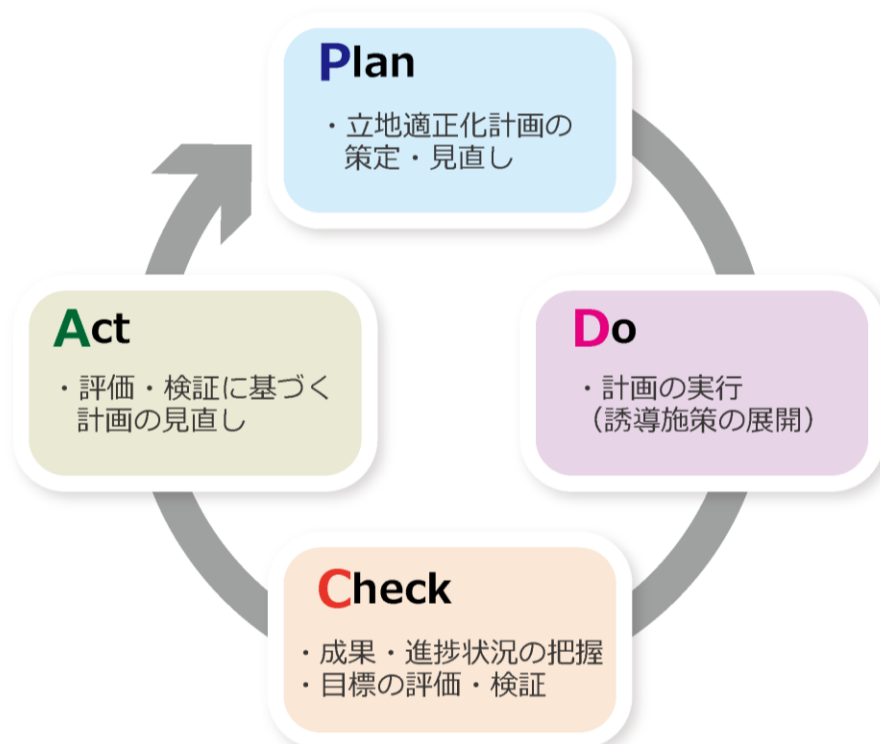 Plan
・立地適正化計画の
策定・見直し
Do
・計画の実行
（誘導施策の展開）
Check
・成果・進捗状況の把握
・目標の評価・検証
Act
・評価・検証に基づく
計画の見直し